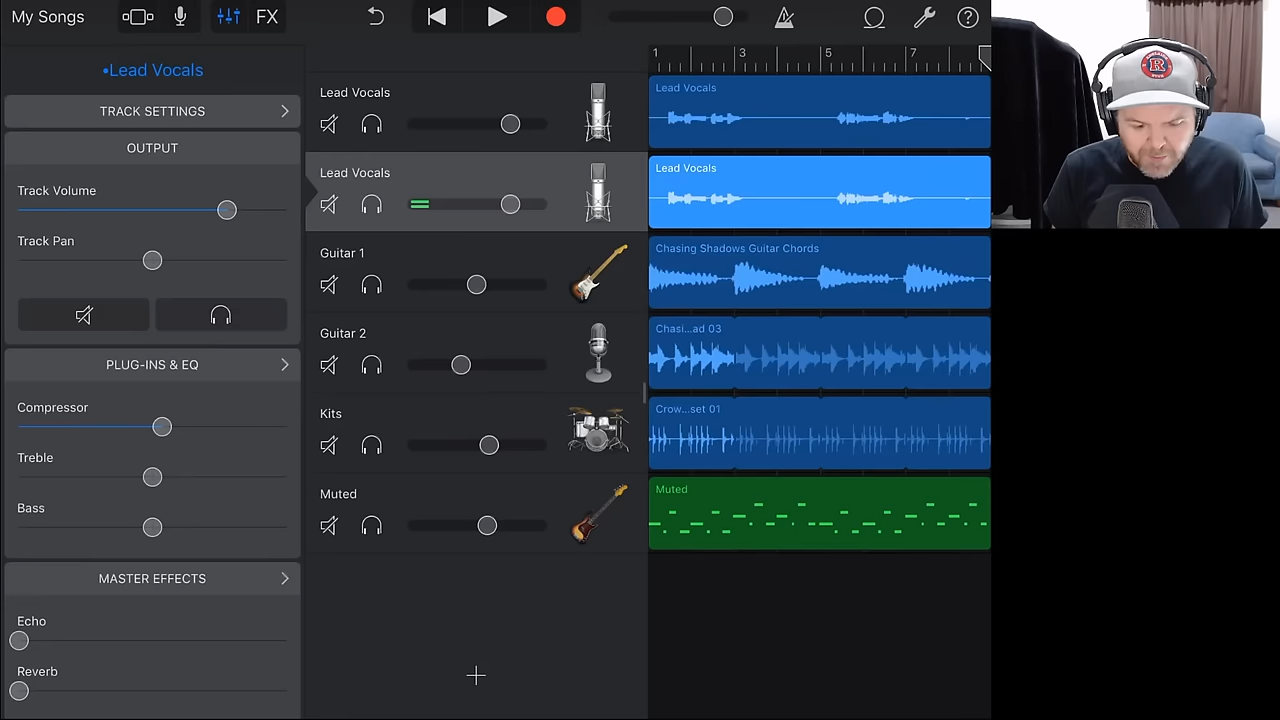 My Songs
FX
•Lead Vocals
TRACK SETTINGS
OUTPUT
Track Volume
Track Pan
PLUG-INS & EQ
Compressor
Treble
Bass
MASTER EFFECTS
Echo
Reverb
Lead Vocals
Lead Vocals
Guitar 1
Guitar 2
Kits
Muted
1 3 5 7
Lead Vocals
Lead Vocals
Chasing Shadows Guitar Chords
Chasi...ad 03
Crow...set 01
Muted
R